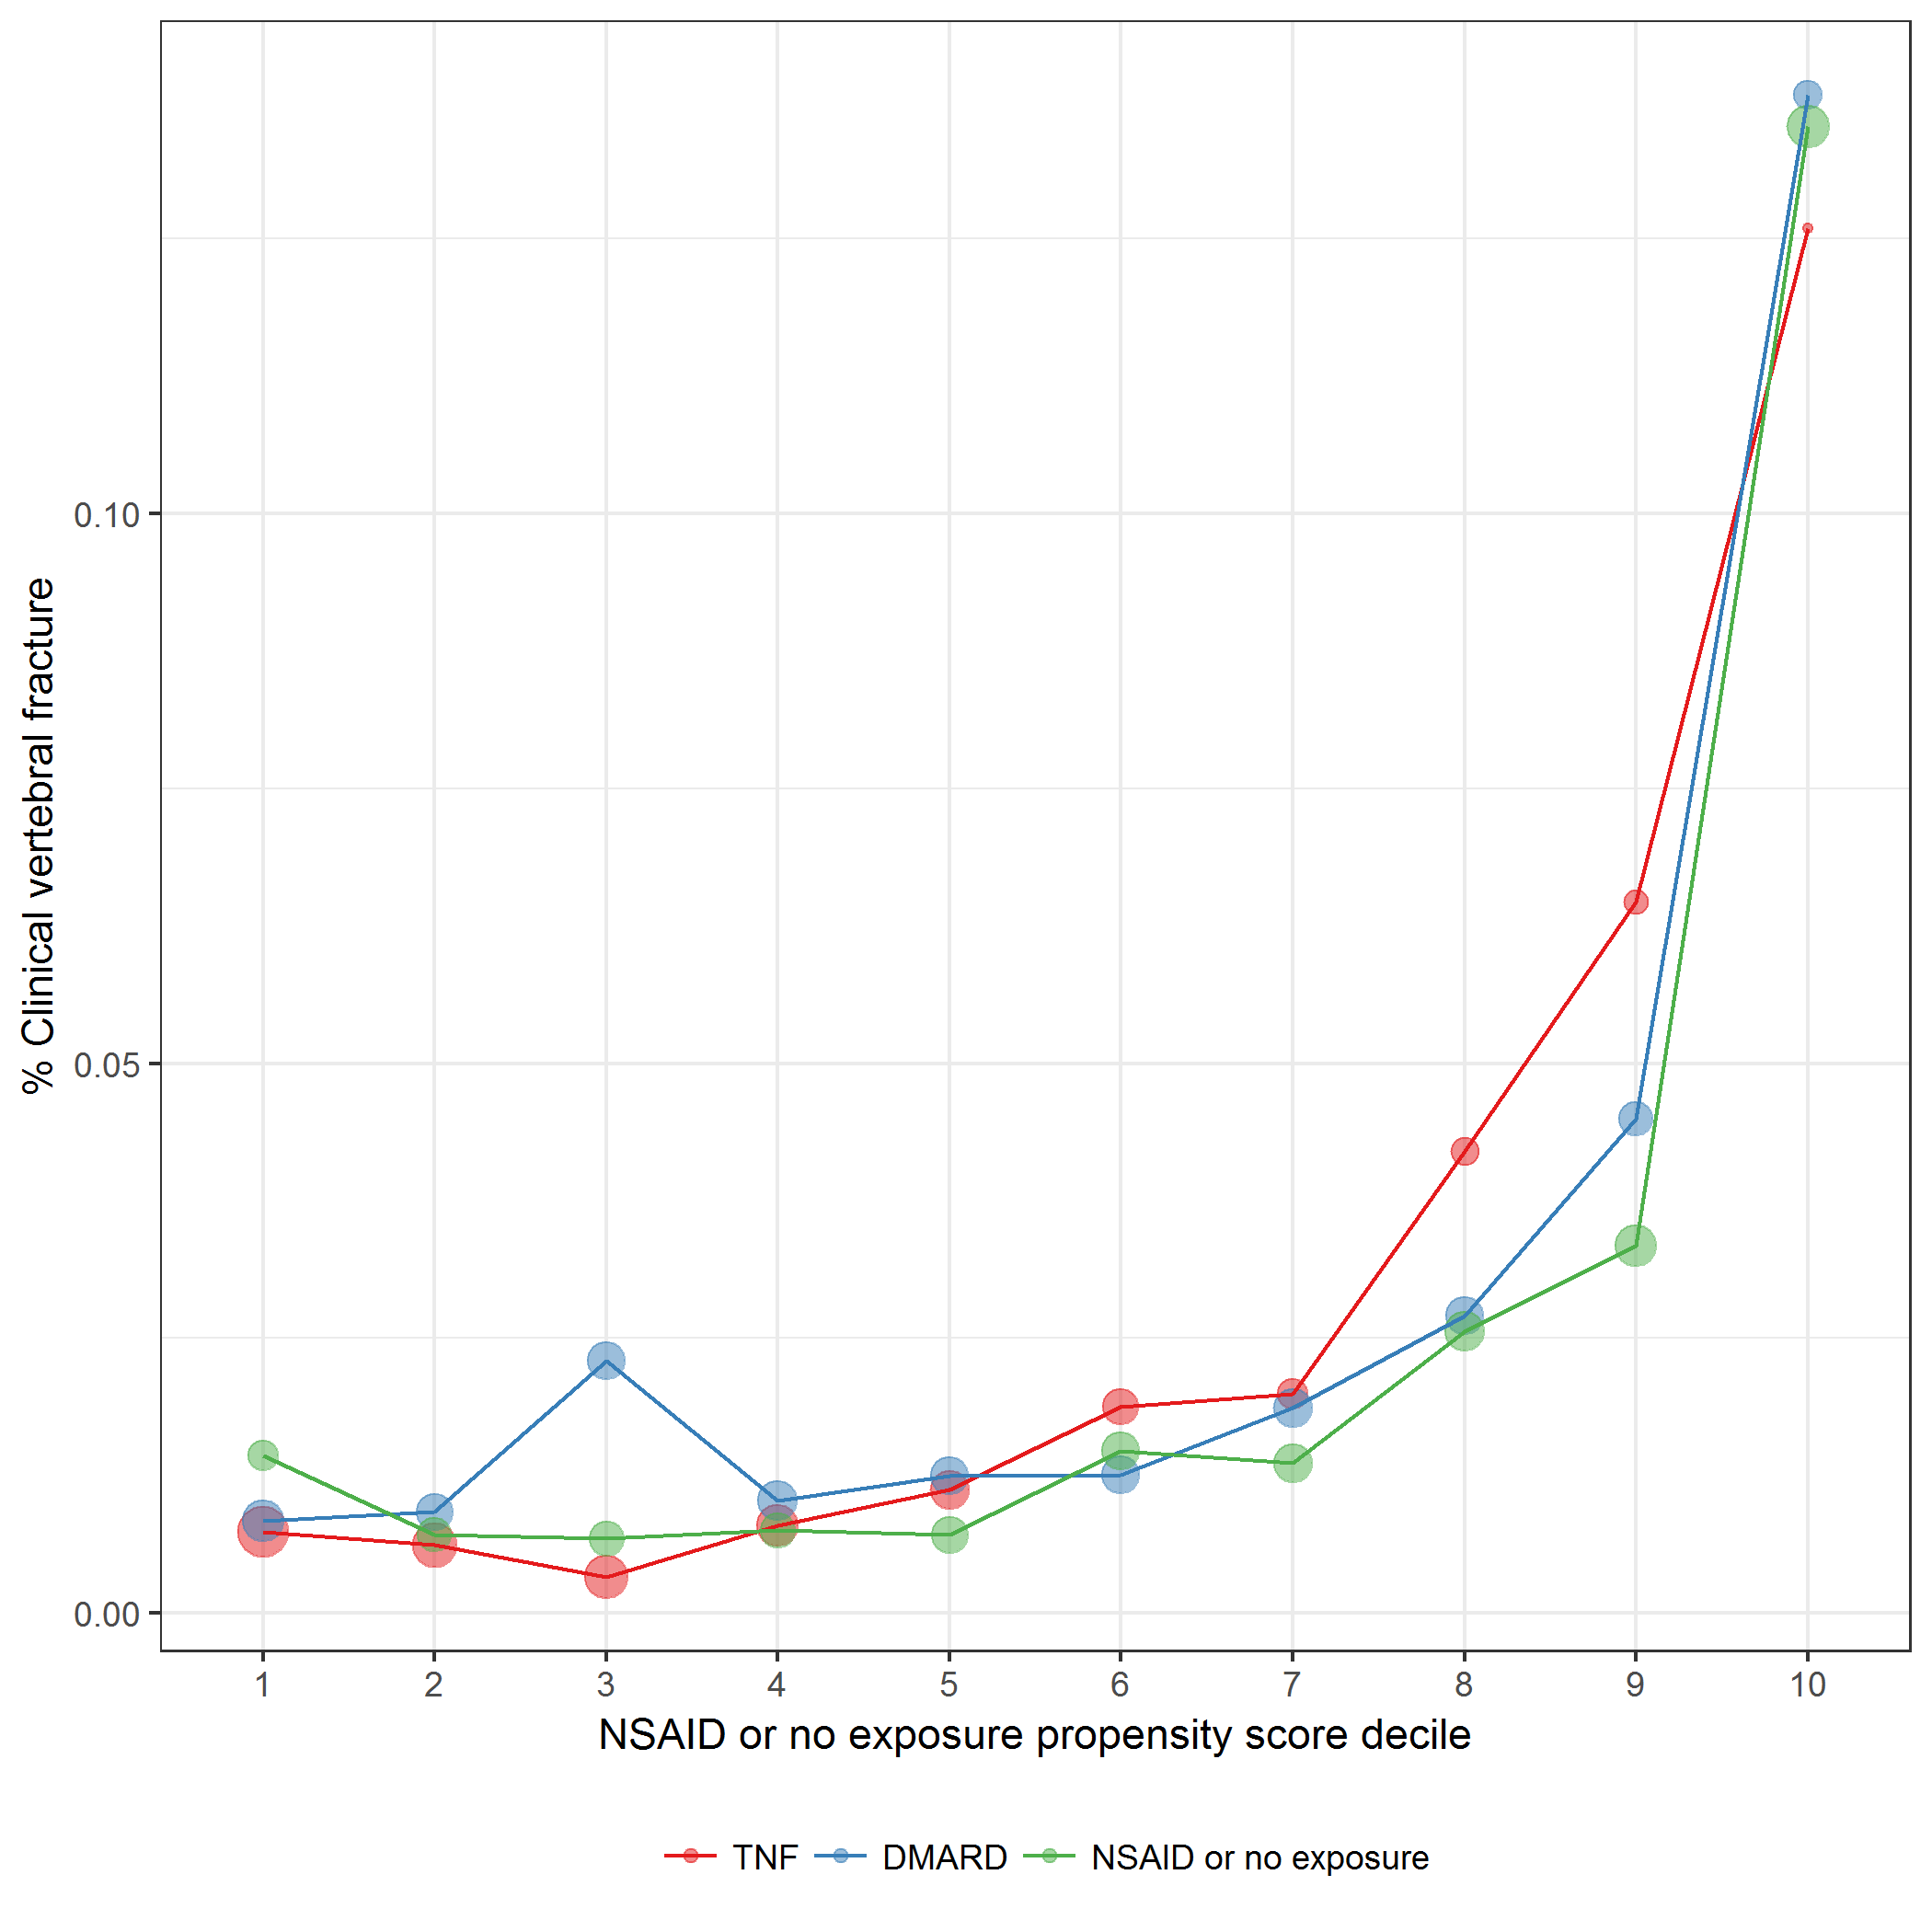 % Clinical vertebral fracture
0.10
0.05
0.00
1 2 3 4 5 6 7 8 9 10
NSAID or no exposure propensity score decile
TNF DMARD NSAID or no exposure